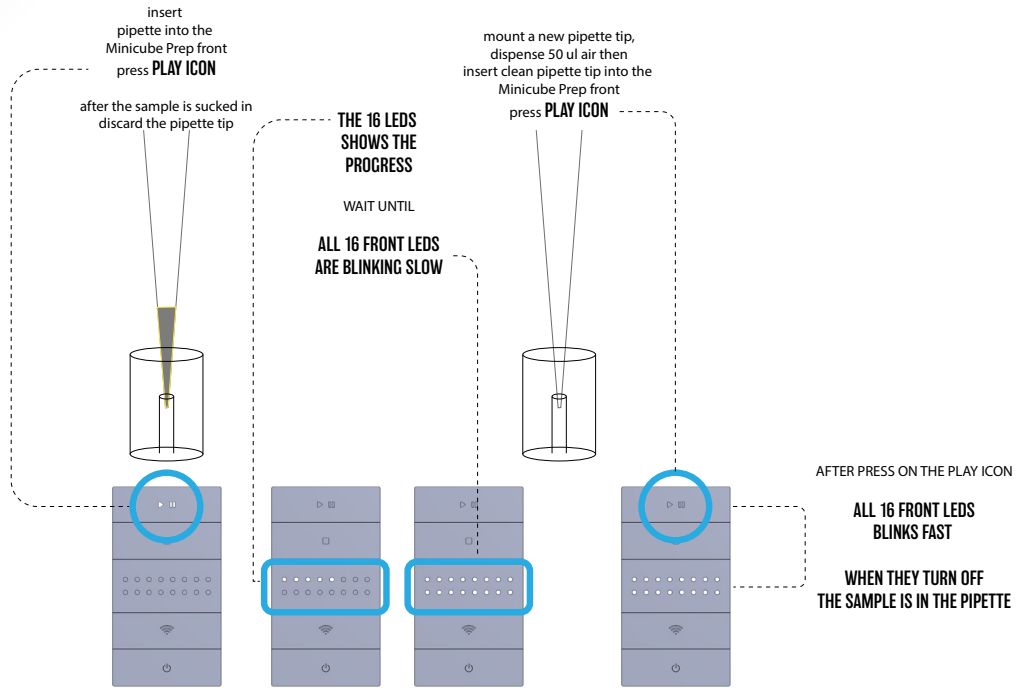 insert
pipette into the
Minicube Prep front
press PLAY ICON
after the sample is sucked in
discard the pipette tip
THE 16 LEDS
SHOWS THE
PROGRESS
WAIT UNTIL
ALL 16 FRONT LEDS
ARE BLINKING SLOW
mount a new pipette tip,
dispense 50 ul air then
insert clean pipette tip into the
Minicube Prep front
press PLAY ICON
AFTER PRESS ON THE PLAY ICON
ALL 16 FRONT LEDS
BLINKS FAST
WHEN THEY TURN OFF
THE SAMPLE IS IN THE PIPETTE